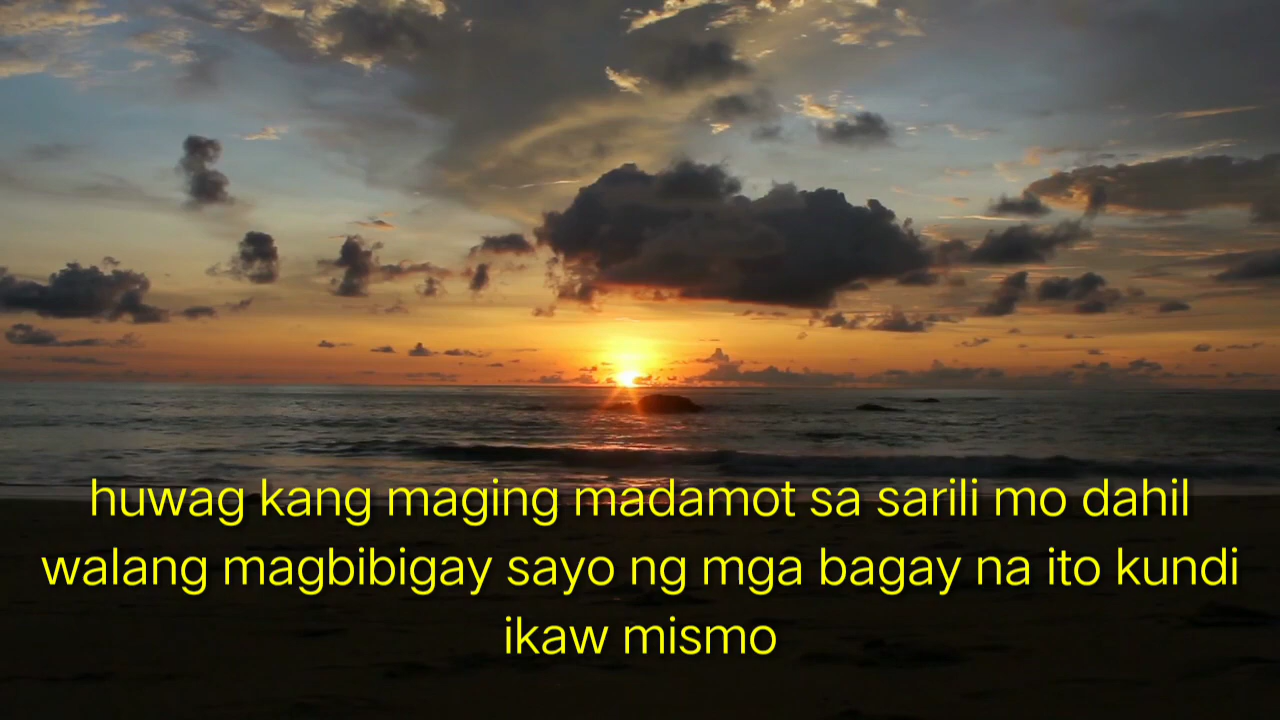 huwag kang maging madamot sa sarili mo dahil
walang magbibigay sayo ng mga bagay na ito kundi
ikaw mismo